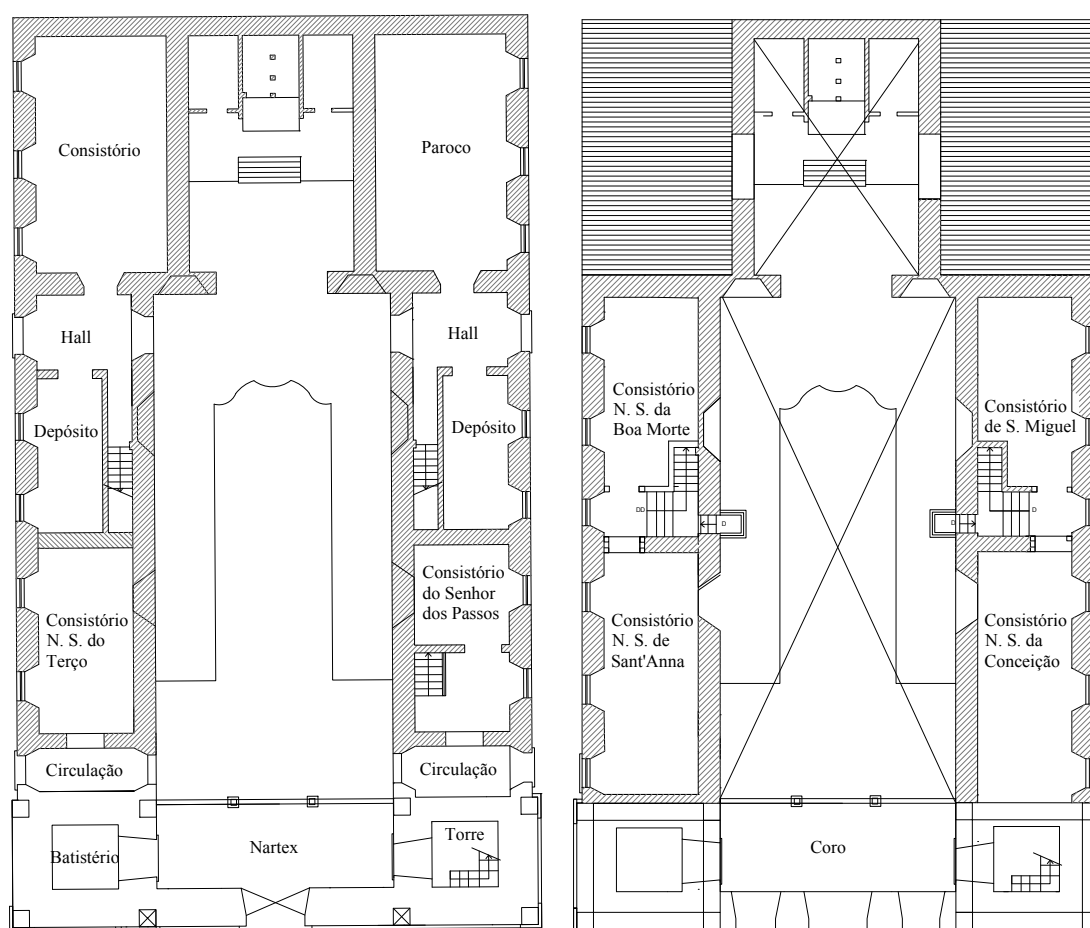 Consistório
Paroco
Hall
Hall
Depósito
Depósito
Consistório
N. S. do
Terço
Consistório
do Senhor
dos Passos
Circulação
Circulação
Batistério
Nartex
Torre
Consistório
N. S. da
Boa Morte
Consistório
de S. Miguel
D
D
D
D
Consistório
N. S. de
Sant'Anna
Consistório
N. S. da
Conceição
Coro